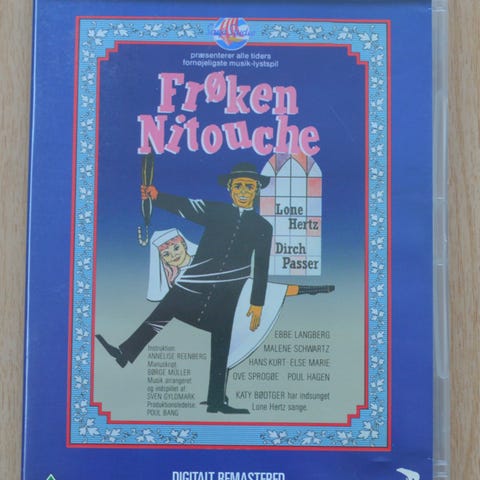 præsenterer alle tiders
fornøjeligste musik-lystspil
Frøken
Nitouche
Lone
Hertz
Dirch
Passer
EBBE LANGBERG
MALENE SCHWARTZ
HANS KURT · ELSE MARIE
OVE SPROGØE · POUL HAGEN
KATY BØDTGER har indsunget
Lone Hertz sange.
Instruktion
ANNELISE REENBERG
Manuskript
BØRGE MÜLLER
Musik arrangeret
og indspillet af
SVEN GYLDMARK
Produktionsledelse,
POUL BANG
DIGITALT REMASTERED